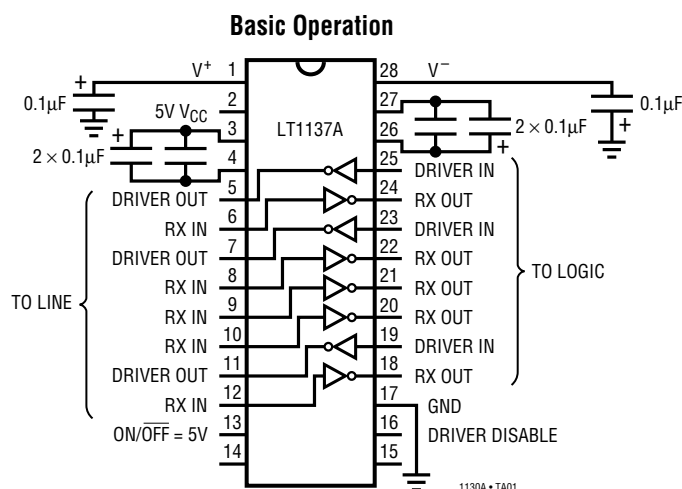 Basic Operation
V+ 1 28 V−
+ 0.1µF 2 27 0.1µF +
5V VCC 3 LT1137A 26 2 × 0.1µF +
+ 2 × 0.1µF 4 25 DRIVER IN
DRIVER OUT 5 24 RX OUT
RX IN 6 23 DRIVER IN
DRIVER OUT 7 22 RX OUT
RX IN 8 21 RX OUT
RX IN 9 20 RX OUT
RX IN 10 19 DRIVER IN
DRIVER OUT 11 18 RX OUT
RX IN 12 17 GND
ON/OFF = 5V 13 16 DRIVER DISABLE
14 15
TO LINE
TO LOGIC
1130A • TA01